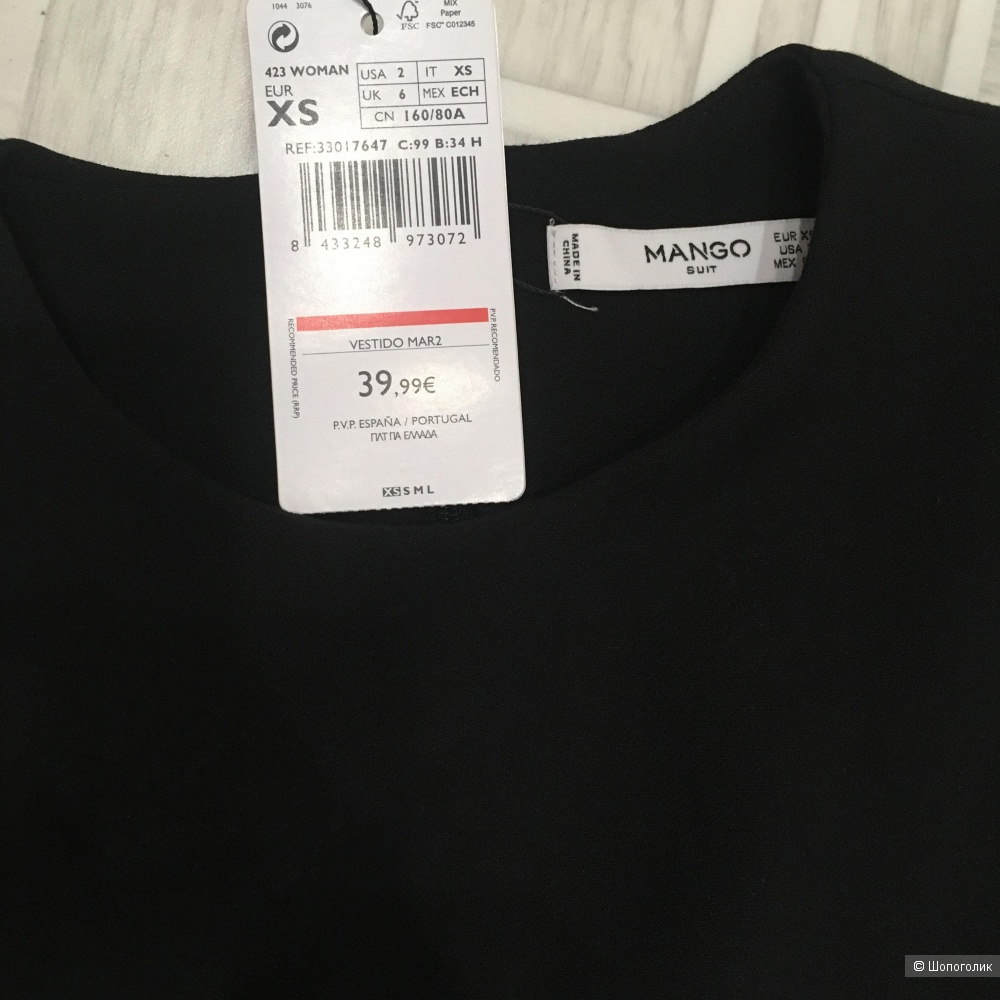 1044 3076
MIX
Paper
FSC FSC® C012345
423 WOMAN
EUR
XS
USA 2 IT XS
UK 6 MEX ECH
CN 160/80A
REF:33017647 C:99 B:34 H
8 433248 973072
RECOMMENDED PRICE (RRP)
P.V.P. RECOMENDADO
VESTIDO MAR2
39,99€
P.V.P. ESPAÑA / PORTUGAL
ΠΛΤ ΓΙΑ ΕΛΛΑΔΑ
XS S M L
MADE IN
CHINA
MANGO
SUIT
EUR XS
USA
MEX
© Шопоголик